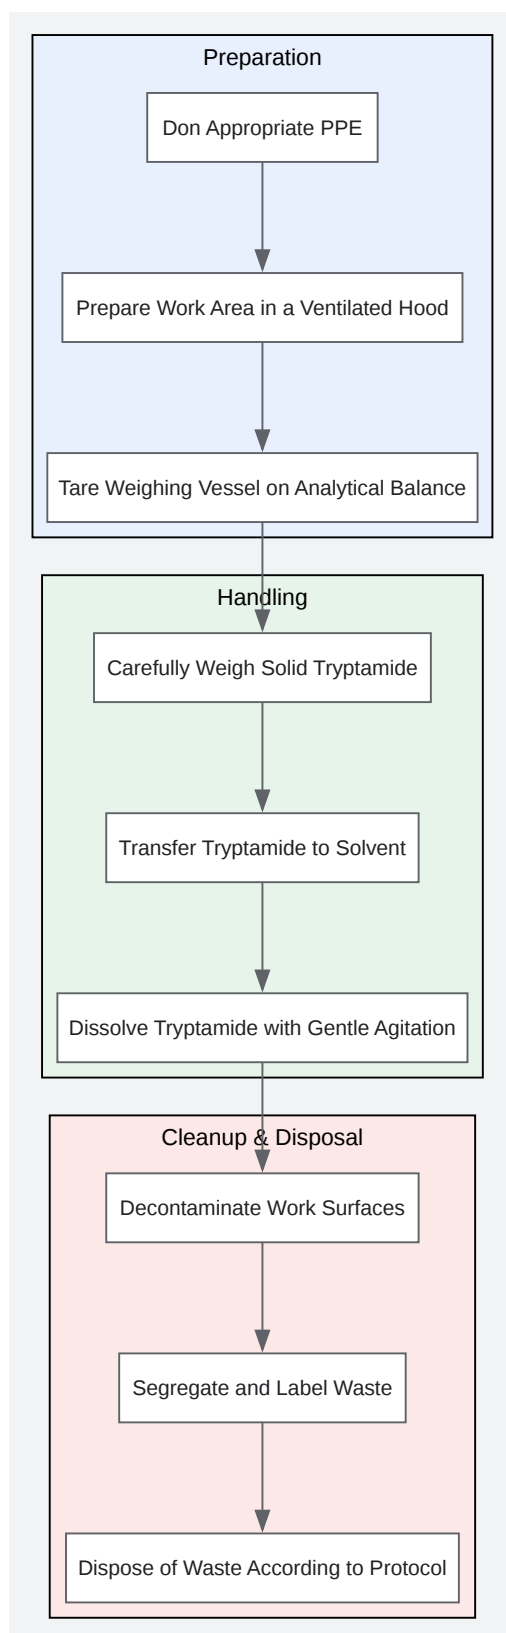 Preparation
Don Appropriate PPE
Prepare Work Area in a Ventilated Hood
Tare Weighing Vessel on Analytical Balance
Handling
Carefully Weigh Solid Tryptamide
Transfer Tryptamide to Solvent
Dissolve Tryptamide with Gentle Agitation
Cleanup & Disposal
Decontaminate Work Surfaces
Segregate and Label Waste
Dispose of Waste According to Protocol